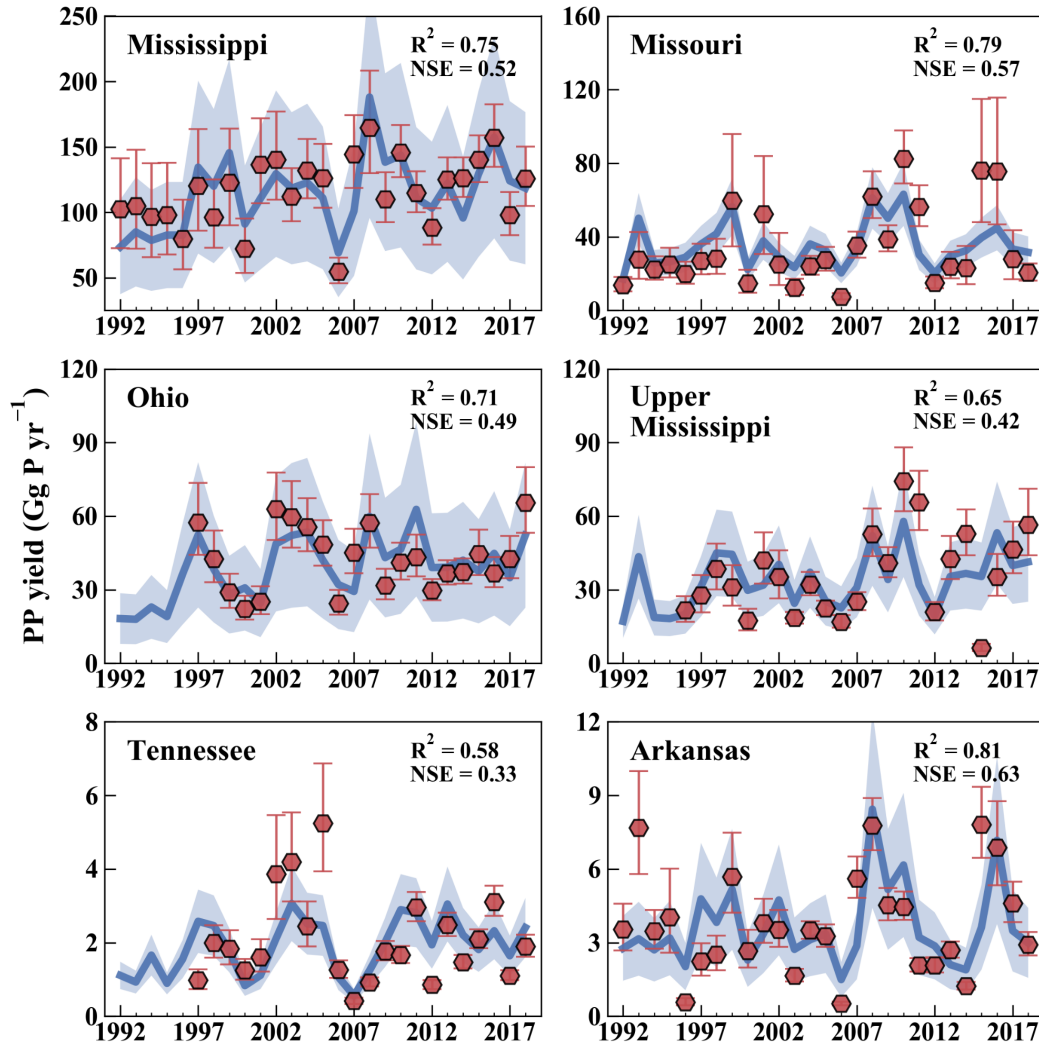 PP yield (Gg P yr⁻¹)
Mississippi
R² = 0.75
NSE = 0.52
250
200
150
100
50
1992 1997 2002 2007 2012 2017
Missouri
R² = 0.79
NSE = 0.57
160
120
80
40
0
1992 1997 2002 2007 2012 2017
Ohio
R² = 0.71
NSE = 0.49
120
90
60
30
0
1992 1997 2002 2007 2012 2017
Upper
Mississippi
R² = 0.65
NSE = 0.42
120
90
60
30
0
1992 1997 2002 2007 2012 2017
Tennessee
R² = 0.58
NSE = 0.33
8
6
4
2
0
1992 1997 2002 2007 2012 2017
Arkansas
R² = 0.81
NSE = 0.63
12
9
6
3
0
1992 1997 2002 2007 2012 2017